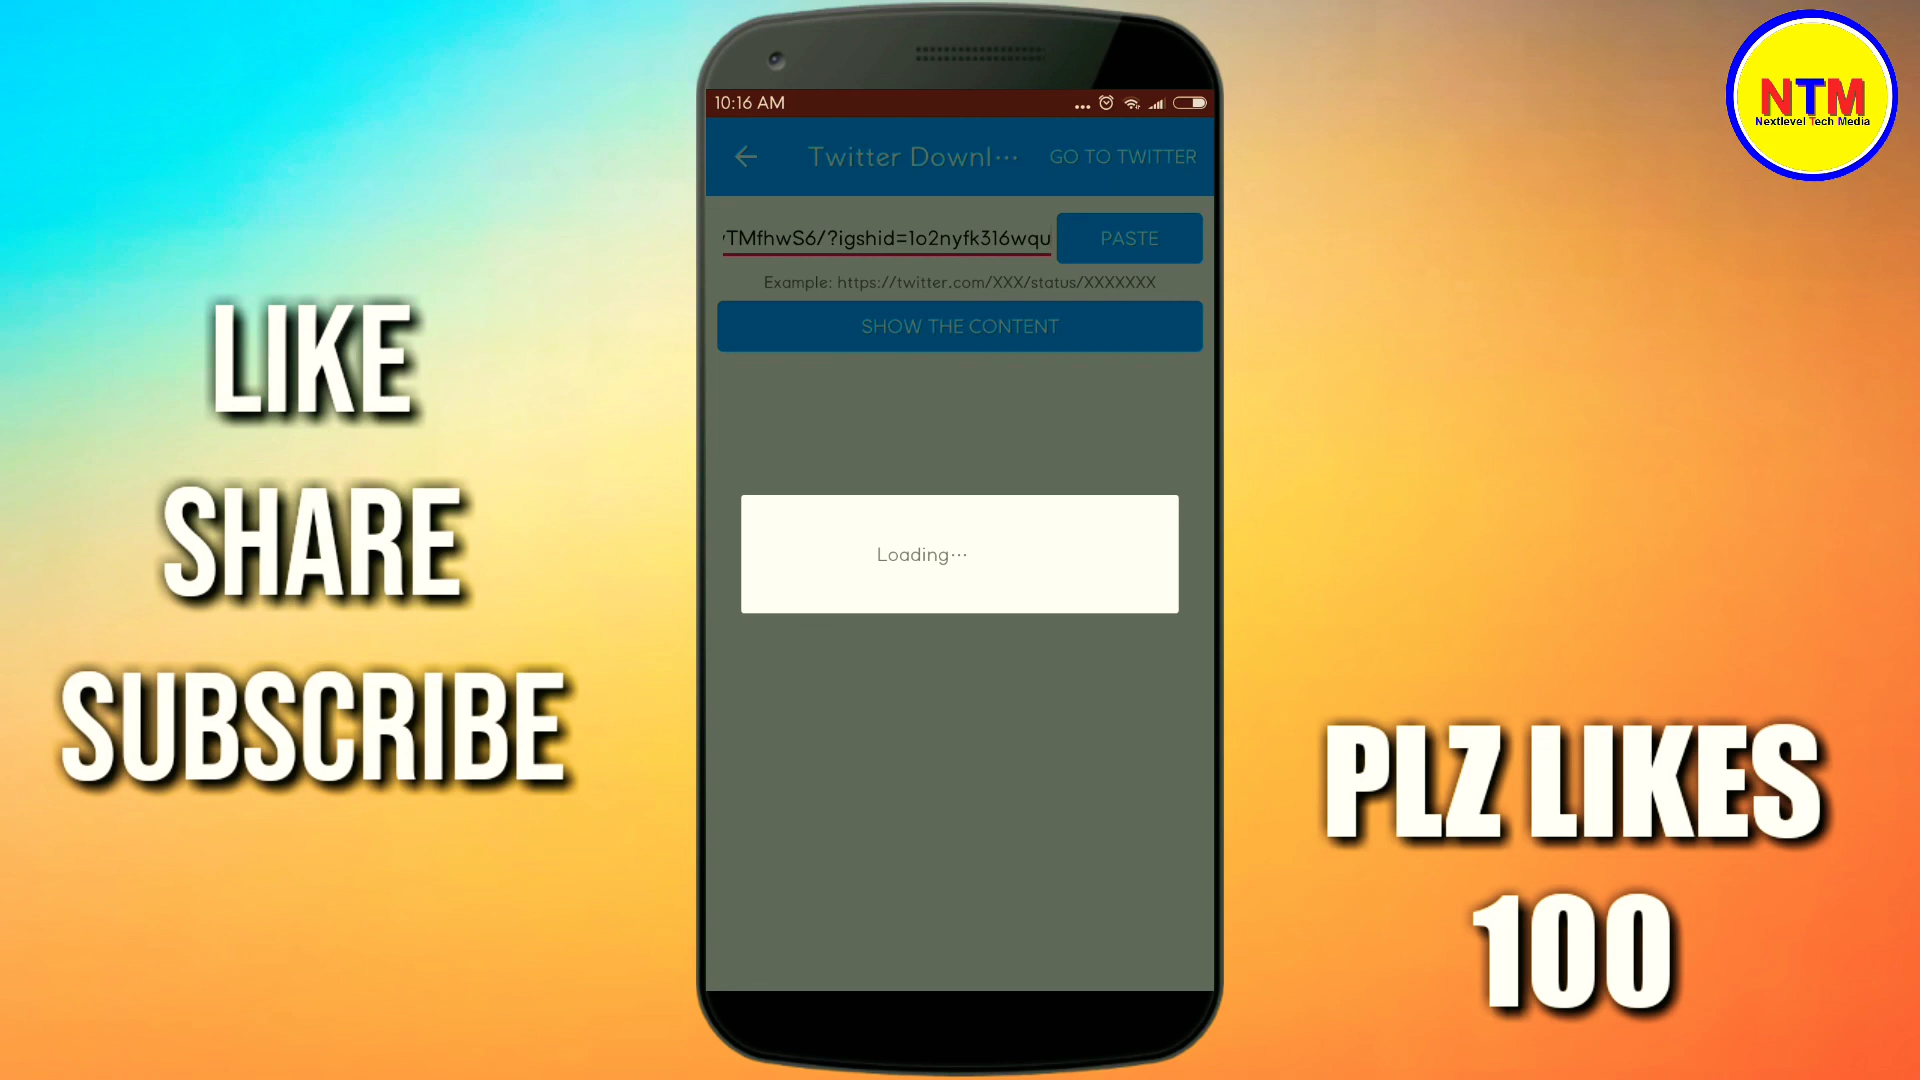 NTM
Nextlevel Tech Media
10:16 AM
Twitter Downl...
GO TO TWITTER
TMfhwS6/?igshid=1o2nyfk316wqu
PASTE
Example: https://twitter.com/XXX/status/XXXXXXX
SHOW THE CONTENT
Loading...
LIKE
SHARE
SUBSCRIBE
PLZ LIKES
100